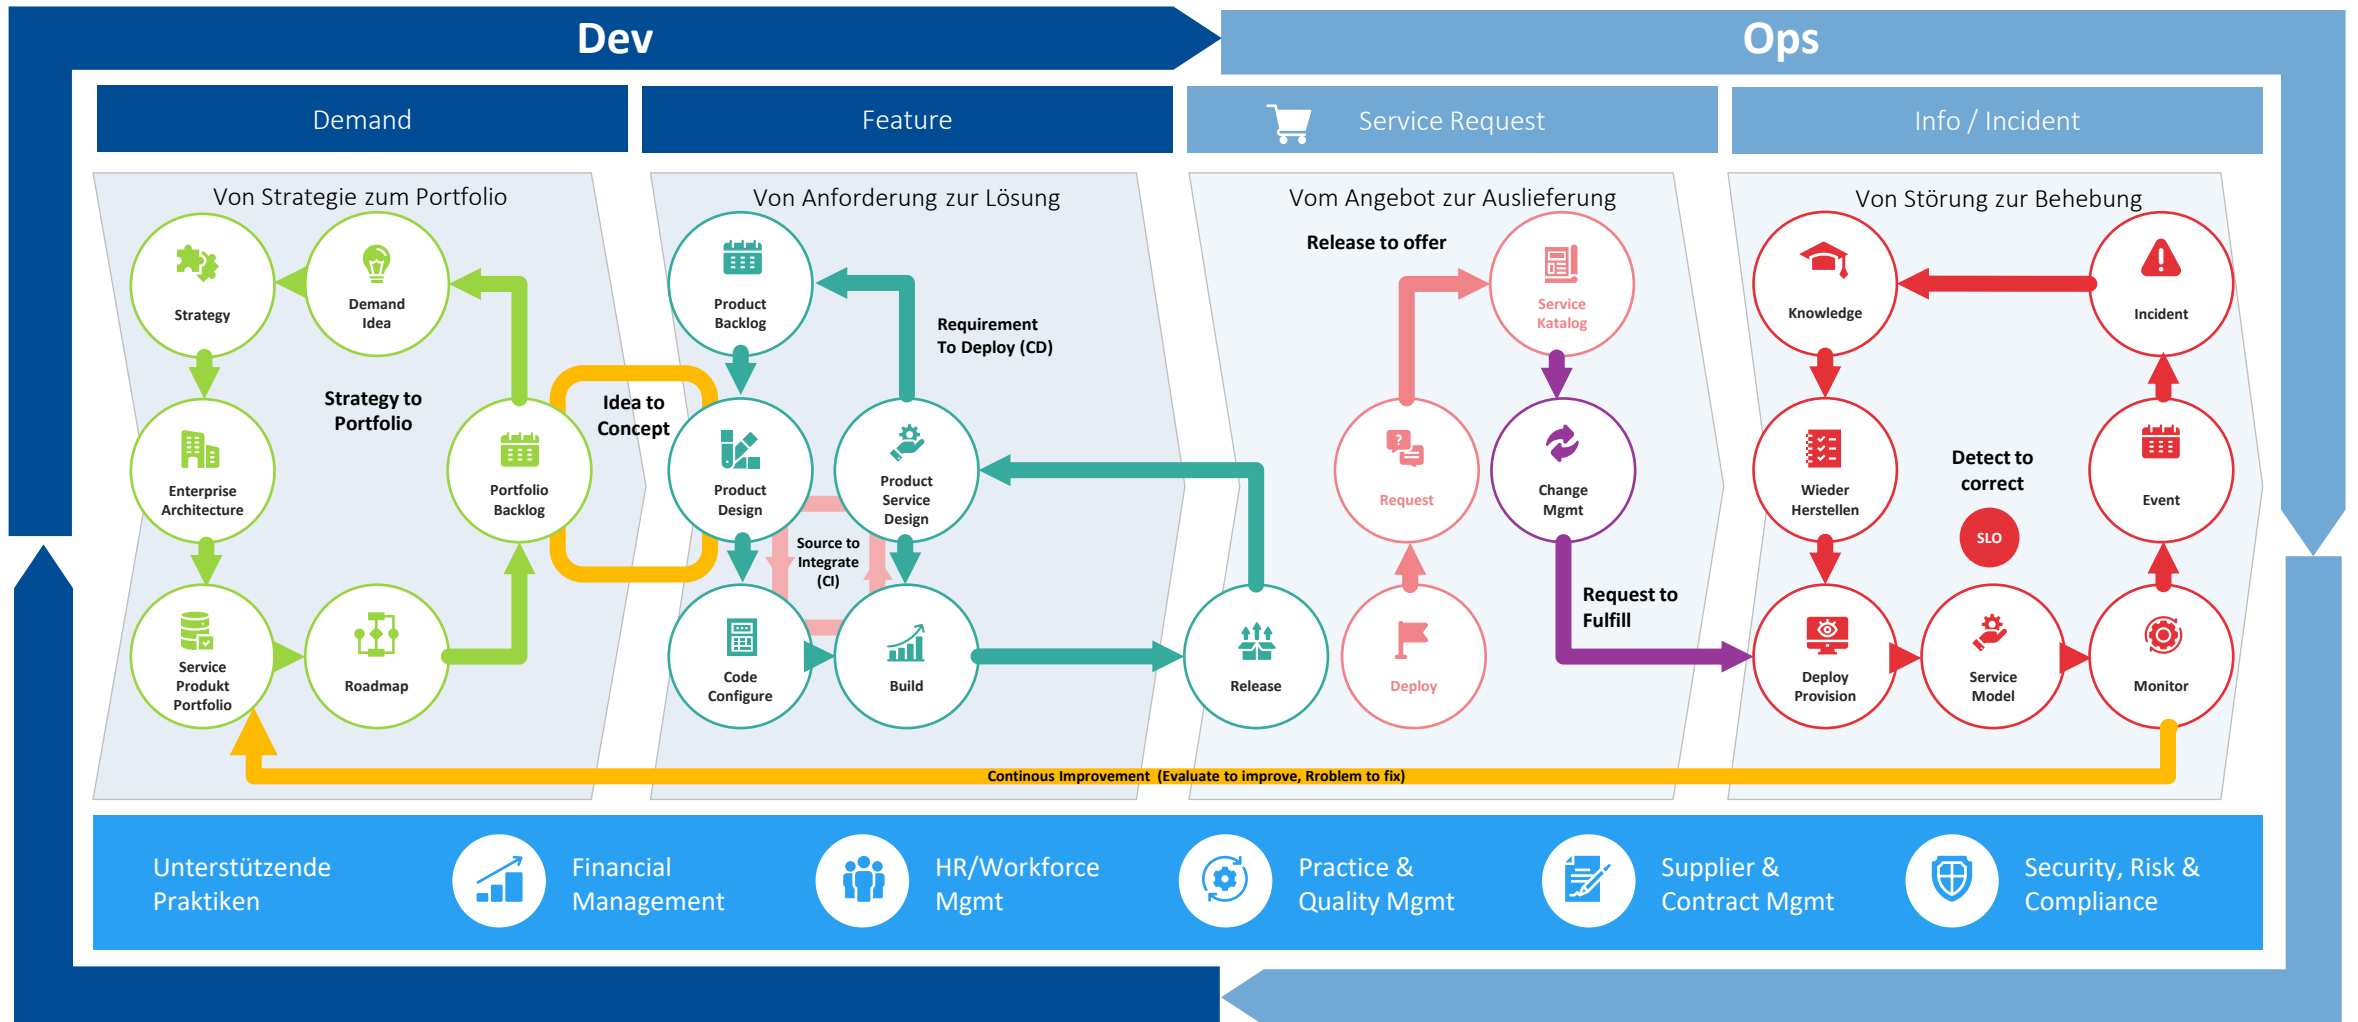 Dev
Ops
Demand
Feature
Service Request
Info / Incident
Von Strategie zum Portfolio
Strategy
Demand
Idea
Strategy to
Portfolio
Enterprise
Architecture
Portfolio
Backlog
Service
Produkt
Portfolio
Roadmap
Idea to
Concept
Von Anforderung zur Lösung
Product
Backlog
Requirement
To Deploy (CD)
Product
Design
Product
Service
Design
Source to
Integrate
(CI)
Code
Configure
Build
Vom Angebot zur Auslieferung
Release to offer
Service
Katalog
Request
Change
Mgmt
Request to
Fulfill
Release
Deploy
Von Störung zur Behebung
Knowledge
Incident
Wieder
Herstellen
Detect to
correct
SLO
Event
Deploy
Provision
Service
Model
Monitor
Continous Improvement (Evaluate to improve, Rroblem to fix)
Unterstützende
Praktiken
Financial
Management
HR/Workforce
Mgmt
Practice &
Quality Mgmt
Supplier &
Contract Mgmt
Security, Risk &
Compliance